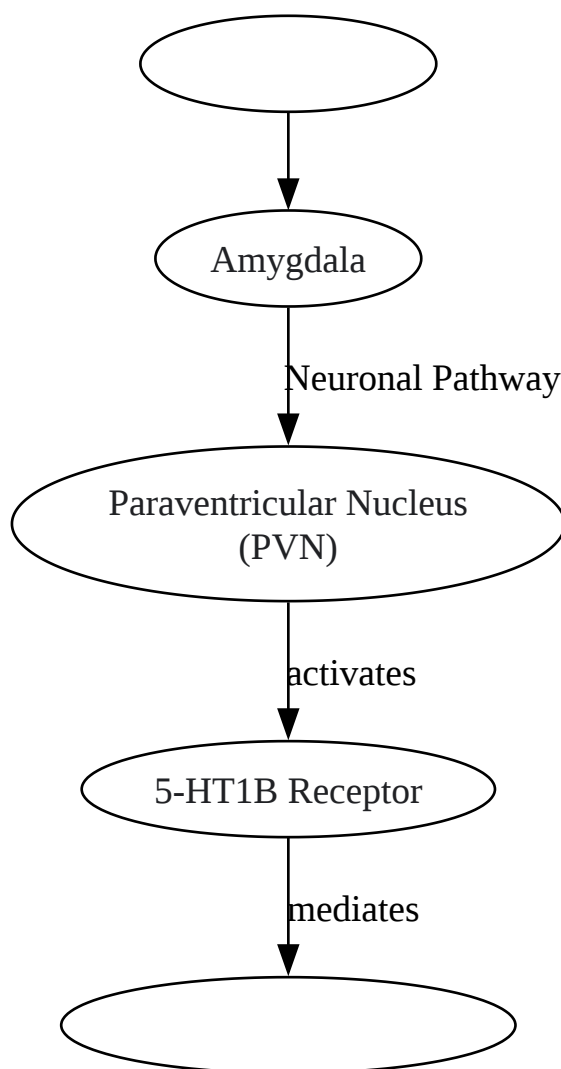 Amygdala
Neuronal Pathway
Paraventricular Nucleus
(PVN)
activates
5-HT1B Receptor
mediates